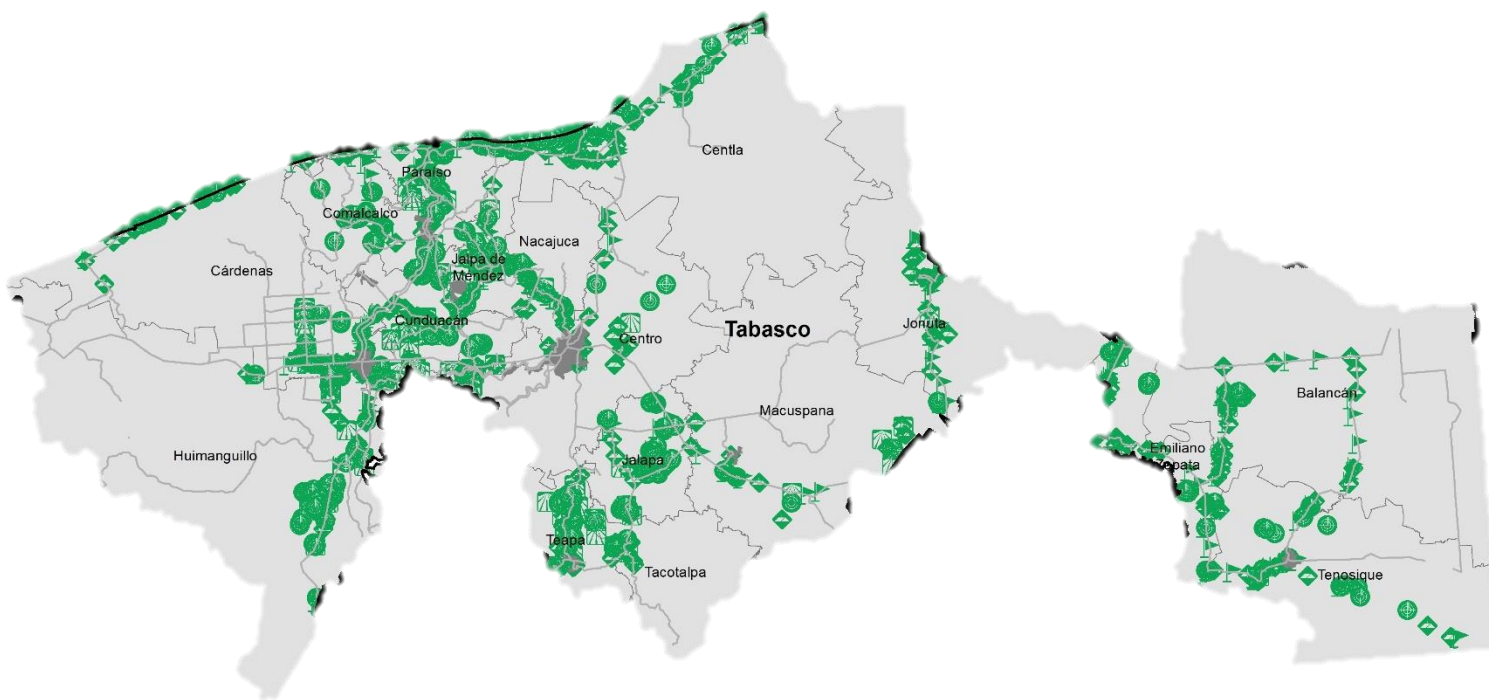 Centla
Paraíso
Comalcalco
Nacajuca
Jalpa de
Méndez
Cárdenas
Cunduacán
Centro
Tabasco
Jonuta
Balancán
Macuspana
Emiliano
Zapata
Huimanguillo
Jalapa
Teapa
Tacotalpa
Tenosique